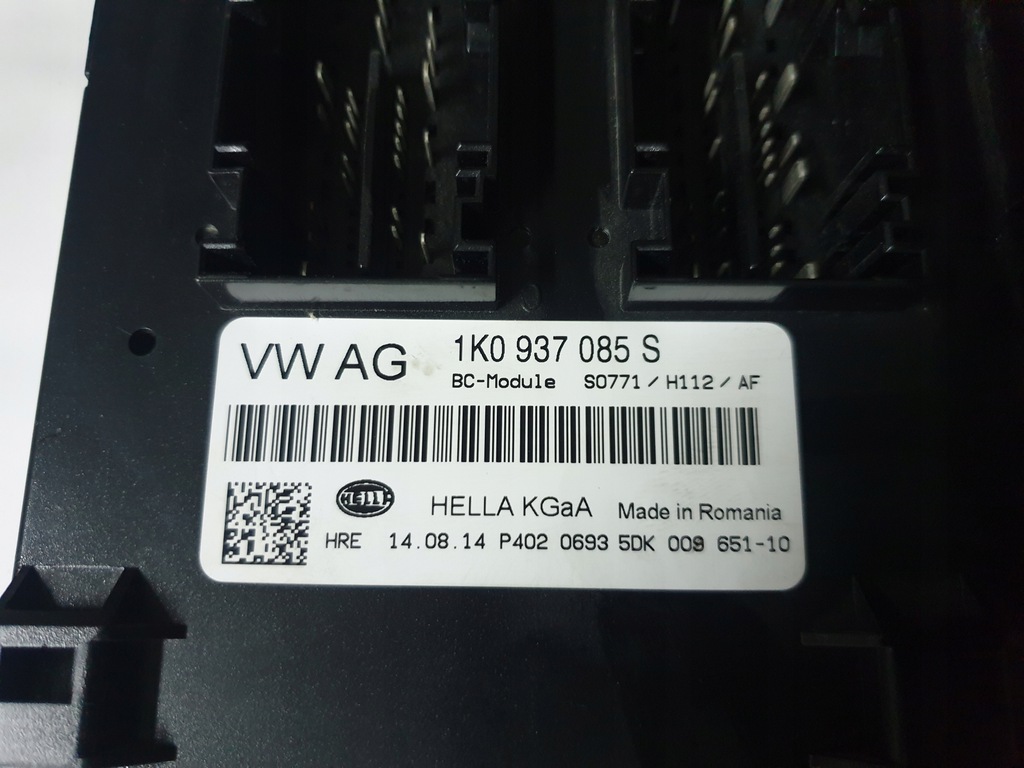 VW AG 1K0 937 085 S
BC-Module S0771 / H112 / AF
HELLA HELLA KGaA Made in Romania
HRE 14.08.14 P402 0693 5DK 009 651-10